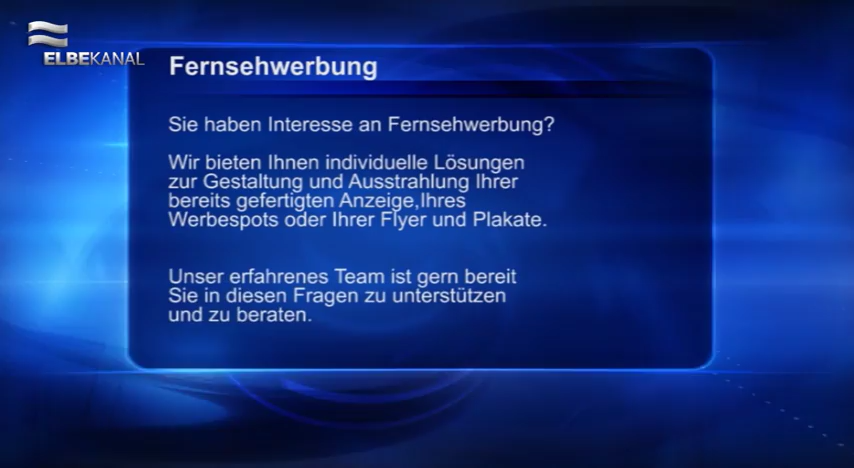 ELBEKANAL
Fernsehwerbung
Sie haben Interesse an Fernsehwerbung?
Wir bieten Ihnen individuelle Lösungen
zur Gestaltung und Ausstrahlung Ihrer
bereits gefertigten Anzeige,Ihres
Werbespots oder Ihrer Flyer und Plakate.
Unser erfahrenes Team ist gern bereit
Sie in diesen Fragen zu unterstützen
und zu beraten.